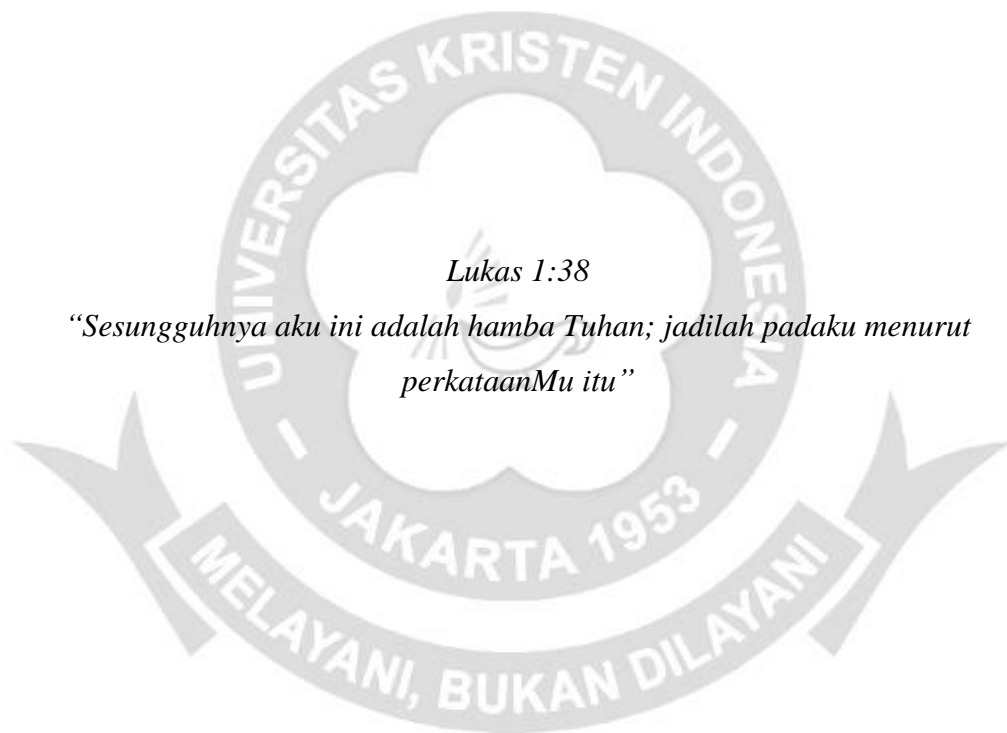 UNIVERSITAS KRISTEN INDONESIA
Lukas 1:38
“Sesungguhnya aku ini adalah hamba Tuhan; jadilah padaku menurut
perkataanMu itu”
JAKARTA 1953
MELAYANI, BUKAN DILAYANI